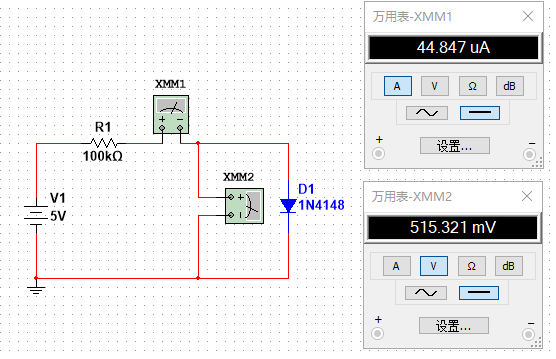 万用表-XMM1
44.847 uA
A V Ω dB
+ 设置... -
XMM1
R1
100kΩ
XMM2
V1
5V
D1
1N4148
万用表-XMM2
515.321 mV
A V Ω dB
+ 设置... -